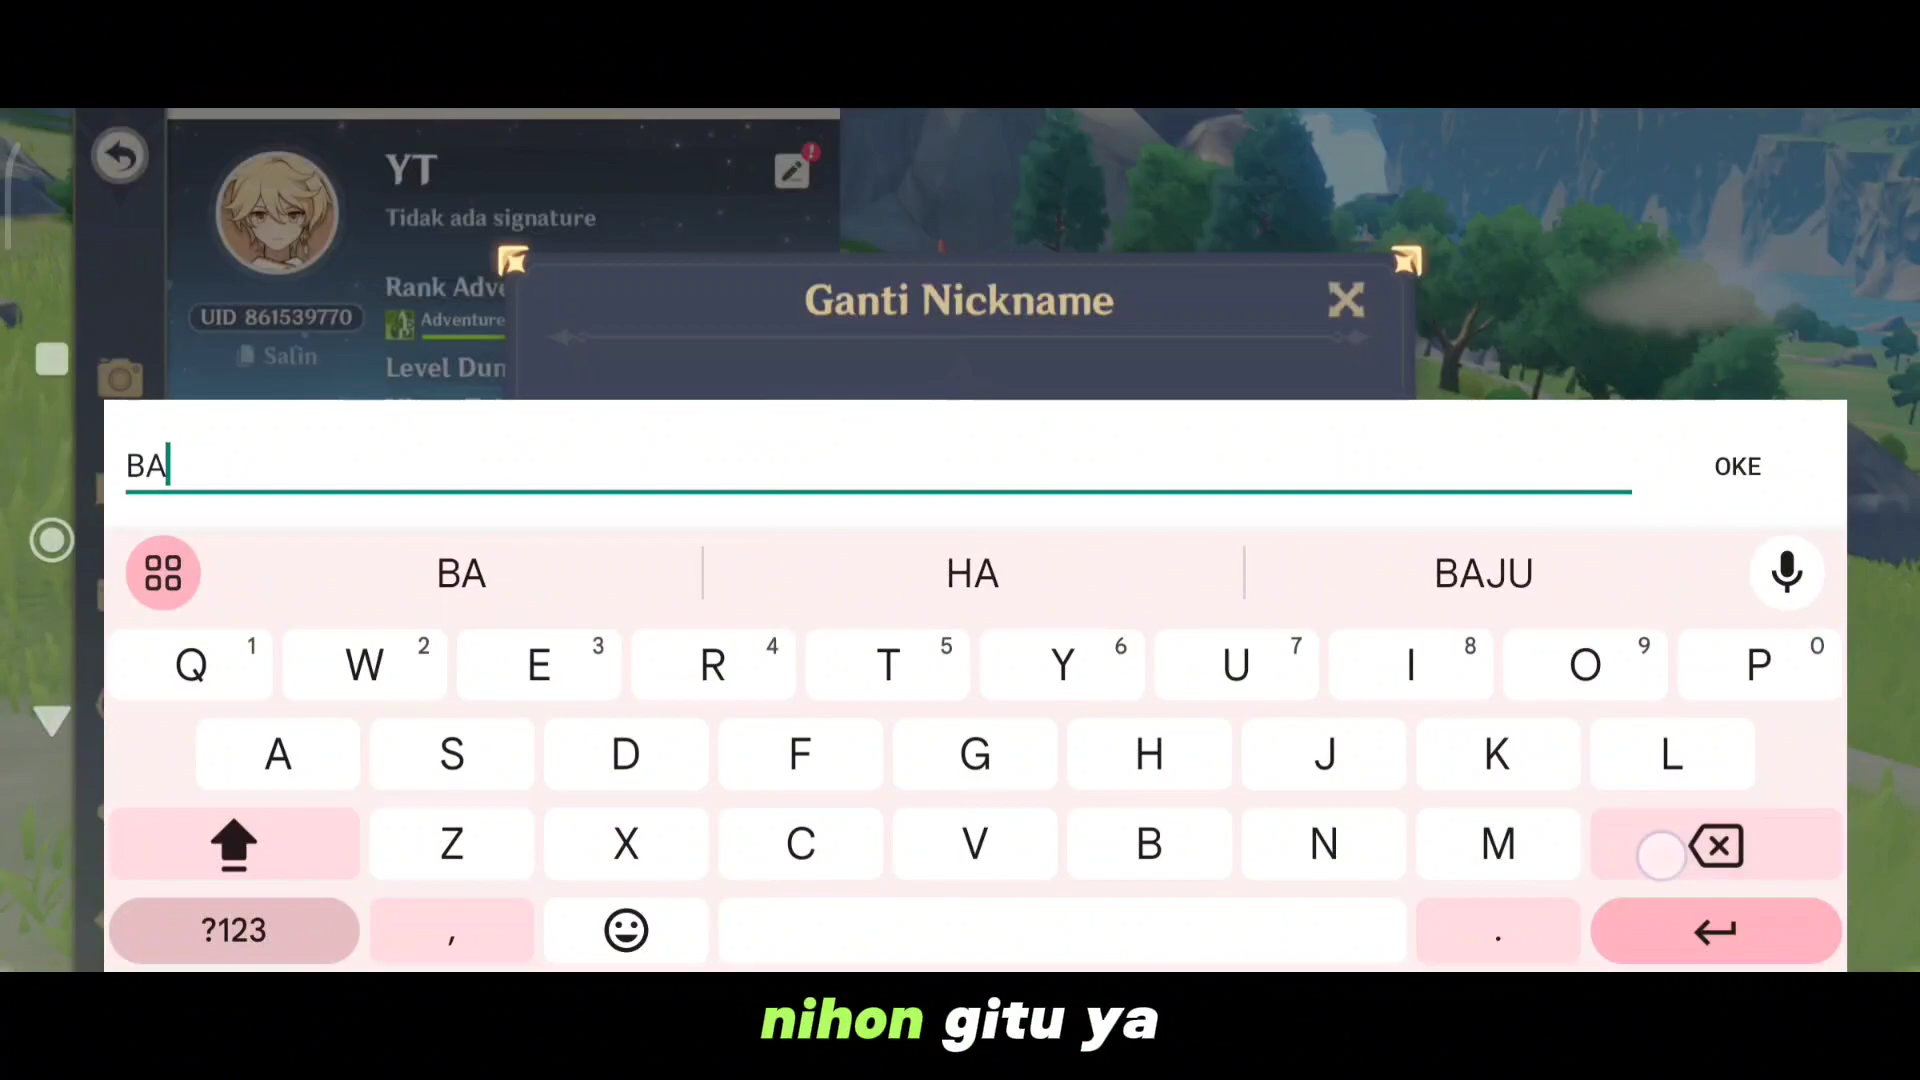 YT
Tidak ada signature
Rank Adve
UID 861539770
Adventure
Salin
Level Dun
Ganti Nickname
BA
OKE
BA HA BAJU
Q 1 W 2 E 3 R 4 T 5 Y 6 U 7 I 8 O 9 P 0
A S D F G H J K L
Z X C V B N M
?123 , .
nihon gitu ya